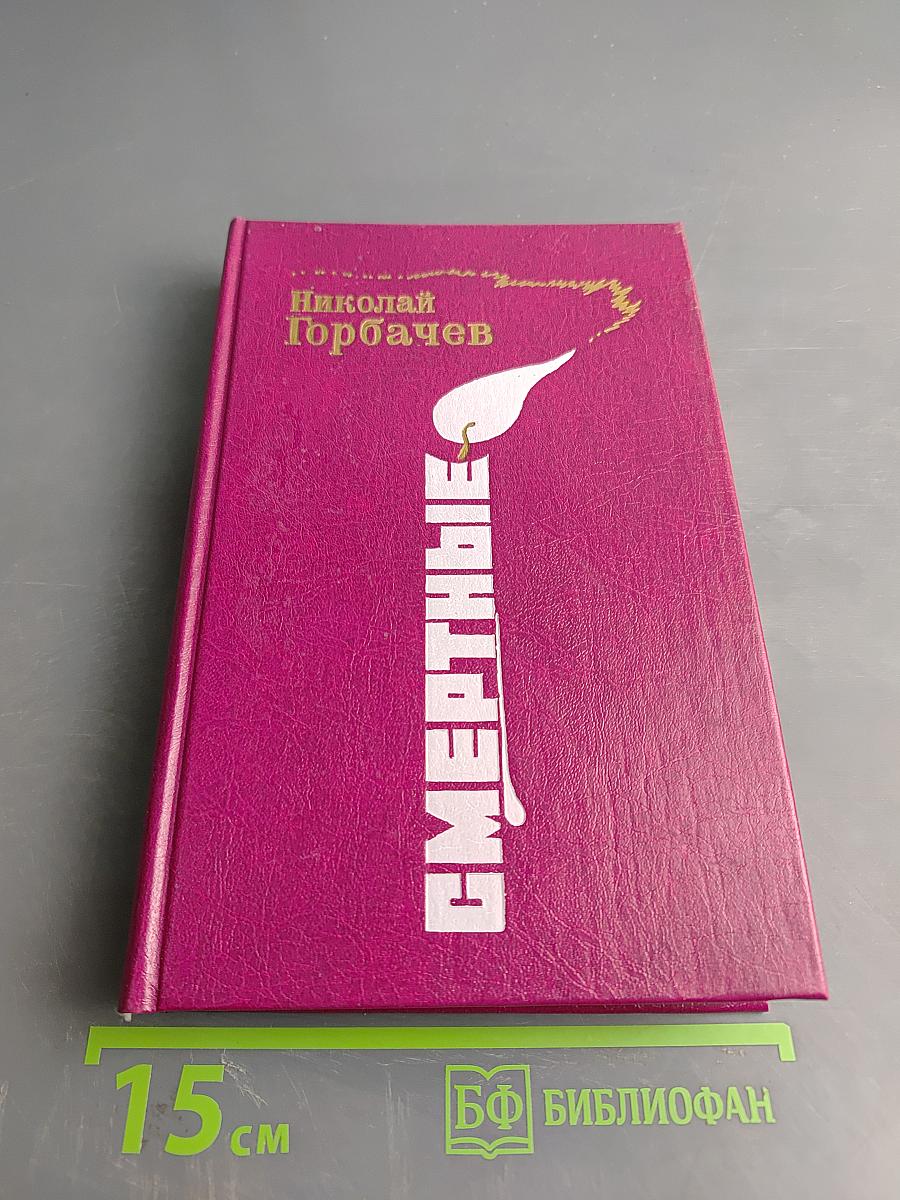 Николай
Горбачев
СМЕРТНЫЕ
15 см
БФ БИБЛИОФАН